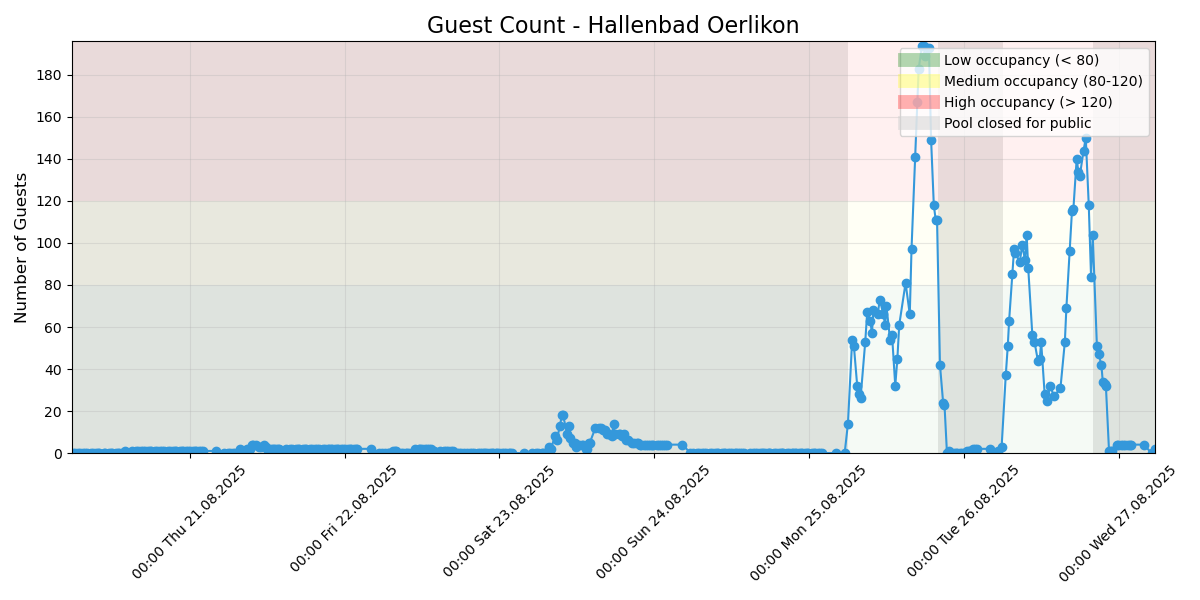 Guest Count - Hallenbad Oerlikon
Number of Guests
180
160
140
120
100
80
60
40
20
0
Low occupancy (< 80)
Medium occupancy (80-120)
High occupancy (> 120)
Pool closed for public
00:00 Thu 21.08.2025
00:00 Fri 22.08.2025
00:00 Sat 23.08.2025
00:00 Sun 24.08.2025
00:00 Mon 25.08.2025
00:00 Tue 26.08.2025
00:00 Wed 27.08.2025